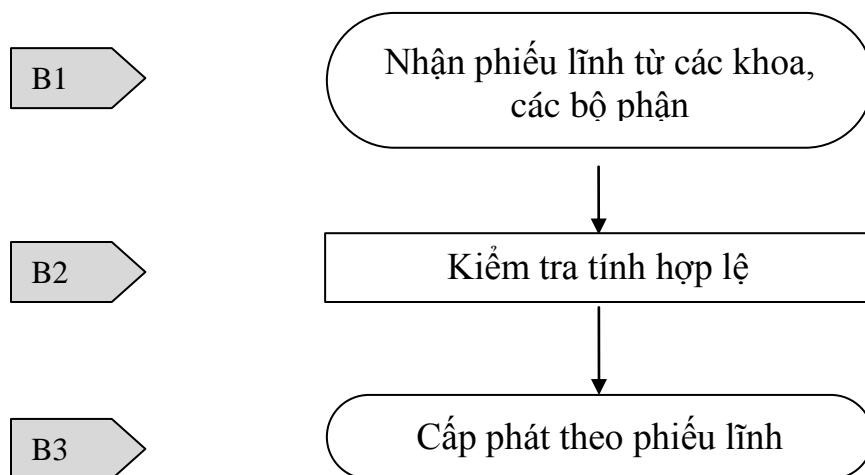 B1
Nhận phiếu lĩnh từ các khoa,
các bộ phận
B2
Kiểm tra tính hợp lệ
B3
Cấp phát theo phiếu lĩnh